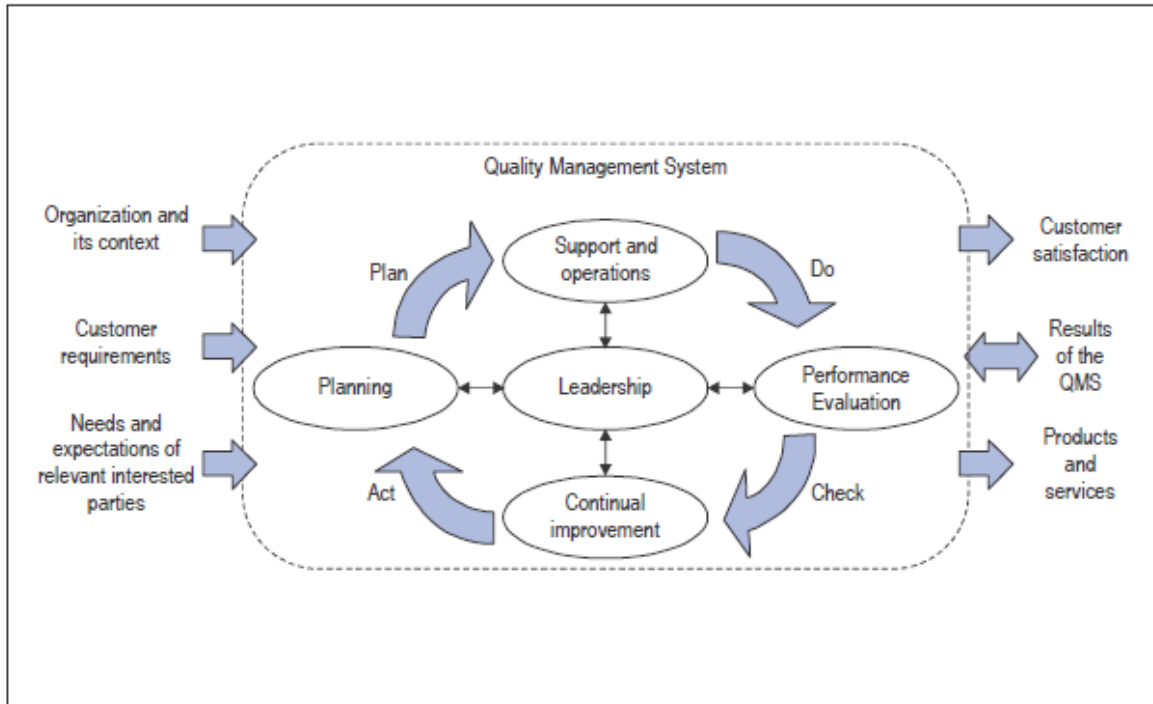 Quality Management System
Organization and
its context
Customer
requirements
Needs and
expectations of
relevant interested
parties
Plan
Support and
operations
Do
Planning
Leadership
Performance
Evaluation
Act
Continual
improvement
Check
Customer
satisfaction
Results
of the
QMS
Products
and
services